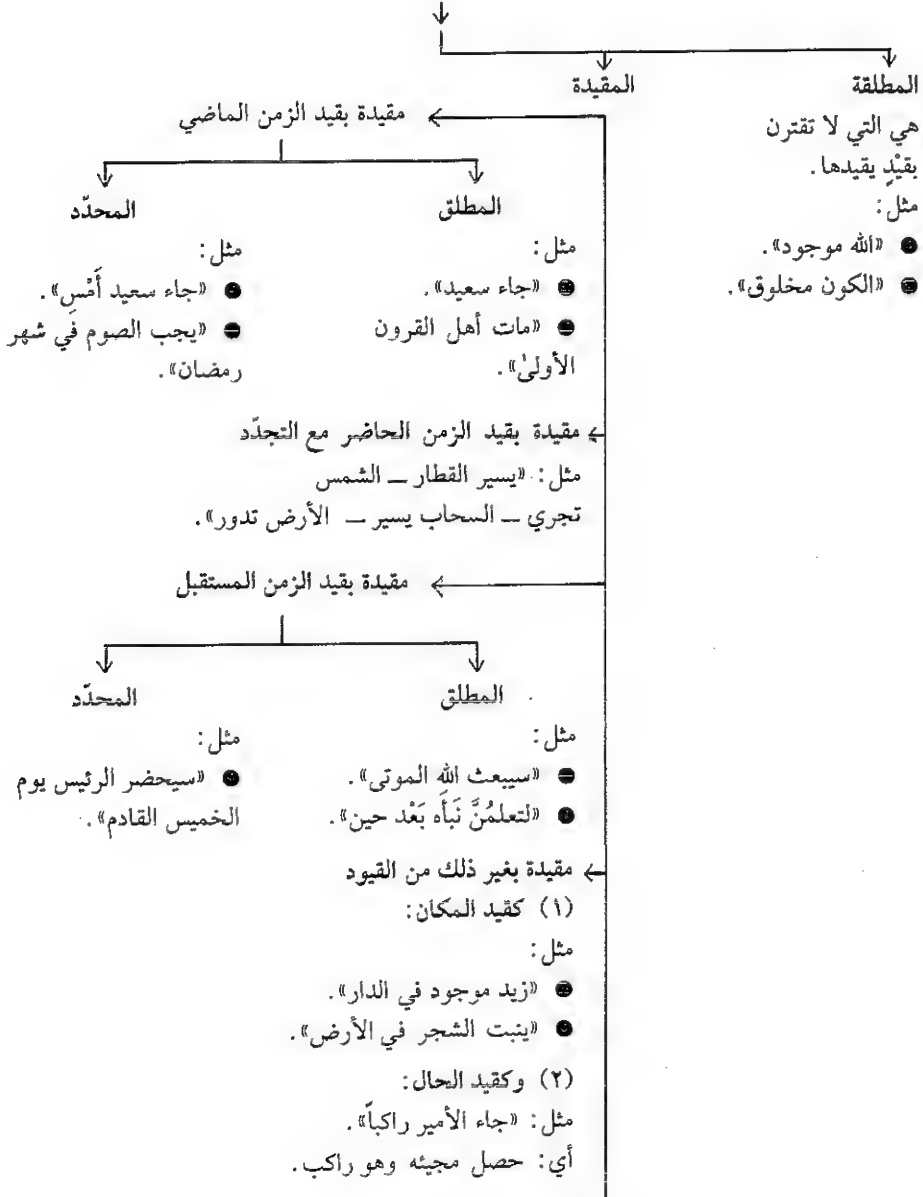 المطلقة
هي التي لا تقترن
بقيْدٍ يقيدها.
مثل:
● «الله موجود».
● «الكون مخلوق».
المقيدة
مقيدة بقيد الزمن الماضي
المطلق
مثل:
● «جاء سعيد».
● «مات أهل القرون
الأولىٰ».
المحدّد
مثل:
● «جاء سعيد أَمْسِ».
● «يجب الصوم في شهر
رمضان».
مقيدة بقيد الزمن الحاضر مع التجدّد
مثل: «يسير القطار ــ الشمس
تجري ــ السحاب يسير ــ الأرض تدور».
مقيدة بقيد الزمن المستقبل
المطلق
مثل:
● «سيبعث الله الموتى».
● «لتعلمُنَّ نَبأَه بَعْد حين».
المحدّد
مثل:
● «سيحضر الرئيس يوم
الخميس القادم».
مقيدة بغير ذلك من القيود
(١) كقيد المكان:
مثل:
● «زيد موجود في الدار».
● «ينبت الشجر في الأرض».
(٢) وكقيد الحال:
مثل: «جاء الأمير راكباً».
أي: حصل مجيئه وهو راكب.